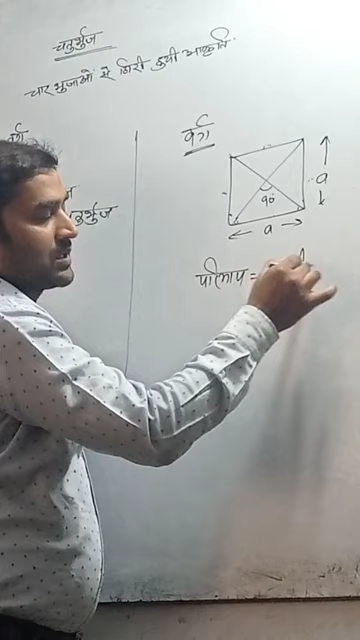 चतुर्भुज
चार भुजाओं से घिरी हुयी आकृति
वर्ग
a
90
a
परिमाप =